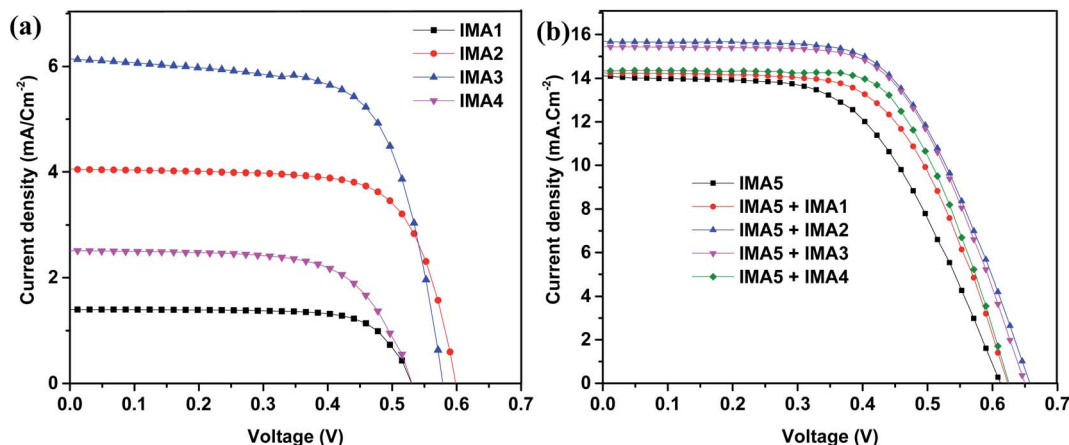 (a)
IMA1
IMA2
IMA3
IMA4
Current density (mA/Cm-2)
6
4
2
0
0.0 0.1 0.2 0.3 0.4 0.5 0.6 0.7
Voltage (V)
(b)
IMA5
IMA5 + IMA1
IMA5 + IMA2
IMA5 + IMA3
IMA5 + IMA4
Current density (mA.Cm-2)
16
14
12
10
8
6
4
2
0
0.0 0.1 0.2 0.3 0.4 0.5 0.6 0.7
Voltage (V)